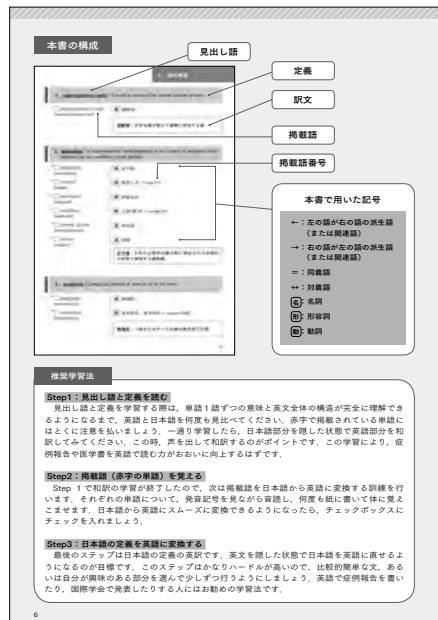 本書の構成
見出し語
定義
訳文
掲載語
掲載語番号
本書で用いた記号
←：左の語が右の語の派生語
（または関連語）
→：右の語が左の語の派生語
（または関連語）
＝：同義語
↔：対義語
名：名詞
形：形容詞
動：動詞
推奨学習法
Step1：見出し語と定義を読む
見出し語と定義を学習する際は，単語1語ずつの意味と英文全体の構造が完全に理解でき
るようになるまで，英語と日本語を何度も見比べてください．赤字で掲載されている単語に
はとくに注意を払いましょう．一通り学習したら，日本語部分を隠した状態で英語部分を和
訳してみてください．この時，声を出して和訳するのがポイントです．この学習により，症
例報告や医学書を英語で読む力がおおいに向上するはずです．
Step2：掲載語（赤字の単語）を覚える
Step 1で和訳の学習が終了したので，次は掲載語を日本語から英語に変換する訓練を行
います．それぞれの単語について，発音記号を見ながら音読し，何度も紙に書いて体に覚え
こませます．日本語から英語にスムーズに変換できるようになったら，チェックボックスに
チェックを入れましょう．
Step3：日本語の定義を英語に変換する
最後のステップは日本語の定義の英訳です．英文を隠した状態で日本語を英語に直せるよ
うになるのが目標です．このステップはかなりハードルが高いので，比較的簡単な文，ある
いは自分が興味のある部分を選んで少しずつ行うようにしましょう．英語で症例報告を書い
たり，国際学会で発表したりする人にはお勧めの学習法です．
6